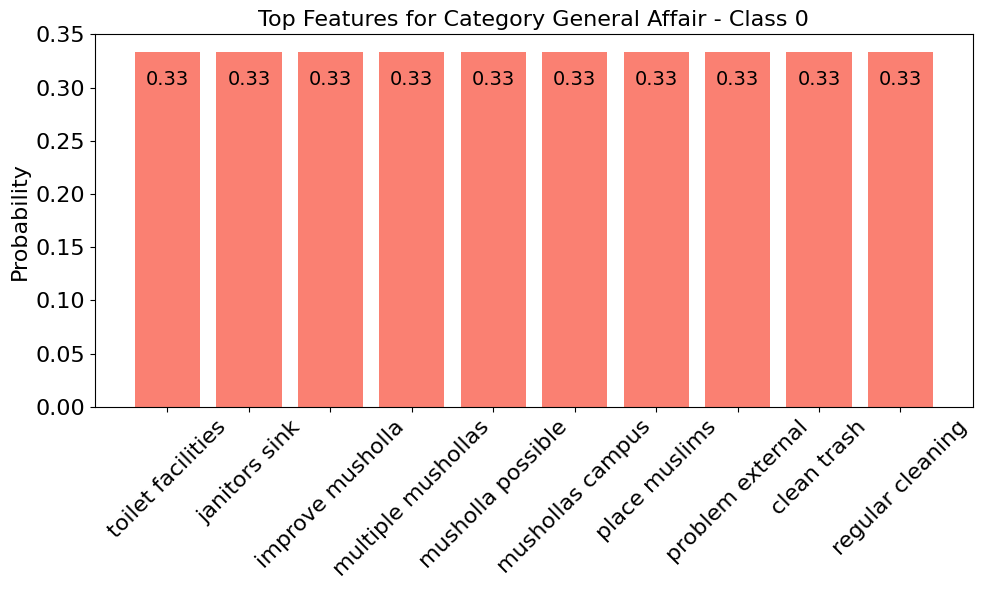 Top Features for Category General Affair - Class 0
Probability
0.35
0.30
0.25
0.20
0.15
0.10
0.05
0.00
0.33
0.33
0.33
0.33
0.33
0.33
0.33
0.33
0.33
0.33
toilet facilities
janitors sink
improve musholla
multiple mushollas
musholla possible
mushollas campus
place muslims
problem external
clean trash
regular cleaning